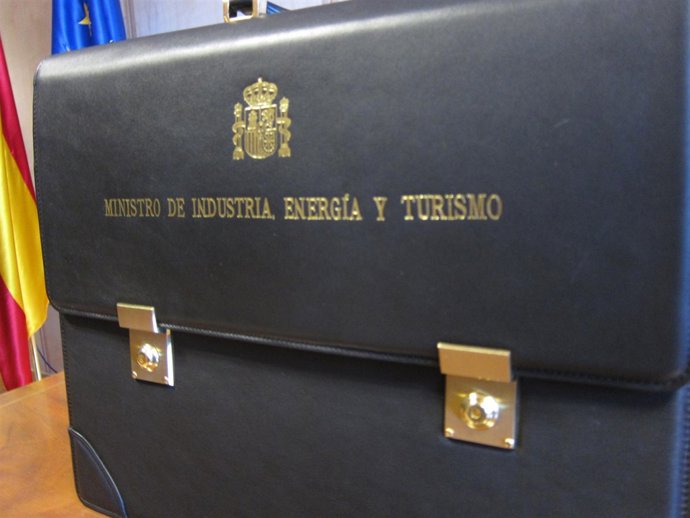 MINISTRO DE INDUSTRIA, ENERGÍA Y TURISMO